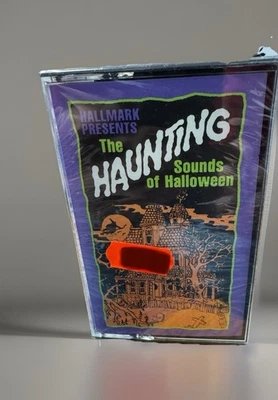 HALLMARK
PRESENTS
The
HAUNTING
Sounds
of Halloween